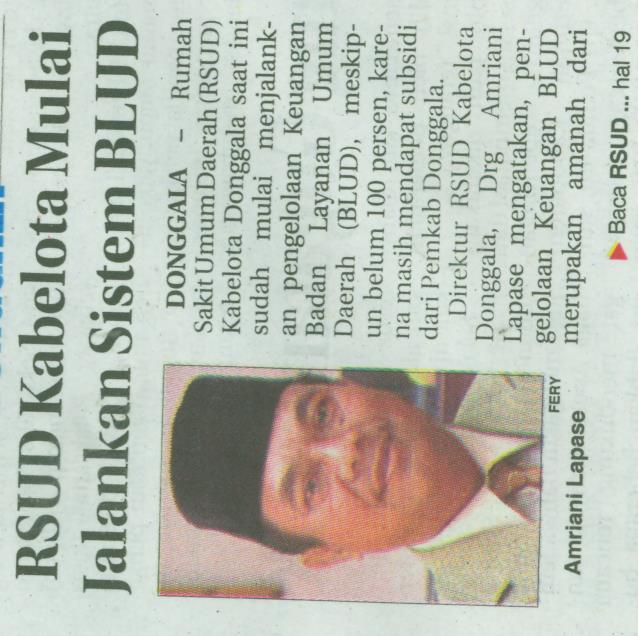 RSUD Kabelota Mulai
Jalankan Sistem BLUD
DONGGALA – Rumah
Sakit Umum Daerah (RSUD)
Kabelota Donggala saat ini
sudah mulai menjalank-
an pengelolaan Keuangan
Badan Layanan Umum
Daerah (BLUD), meskip-
un belum 100 persen, kare-
na masih mendapat subsidi
dari Pemkab Donggala.
Direktur RSUD Kabelota
Donggala, Drg Amriani
Lapase mengatakan, pen-
gelolaan Keuangan BLUD
merupakan amanah dari
FERY
Amriani Lapase
Baca RSUD ... hal 19